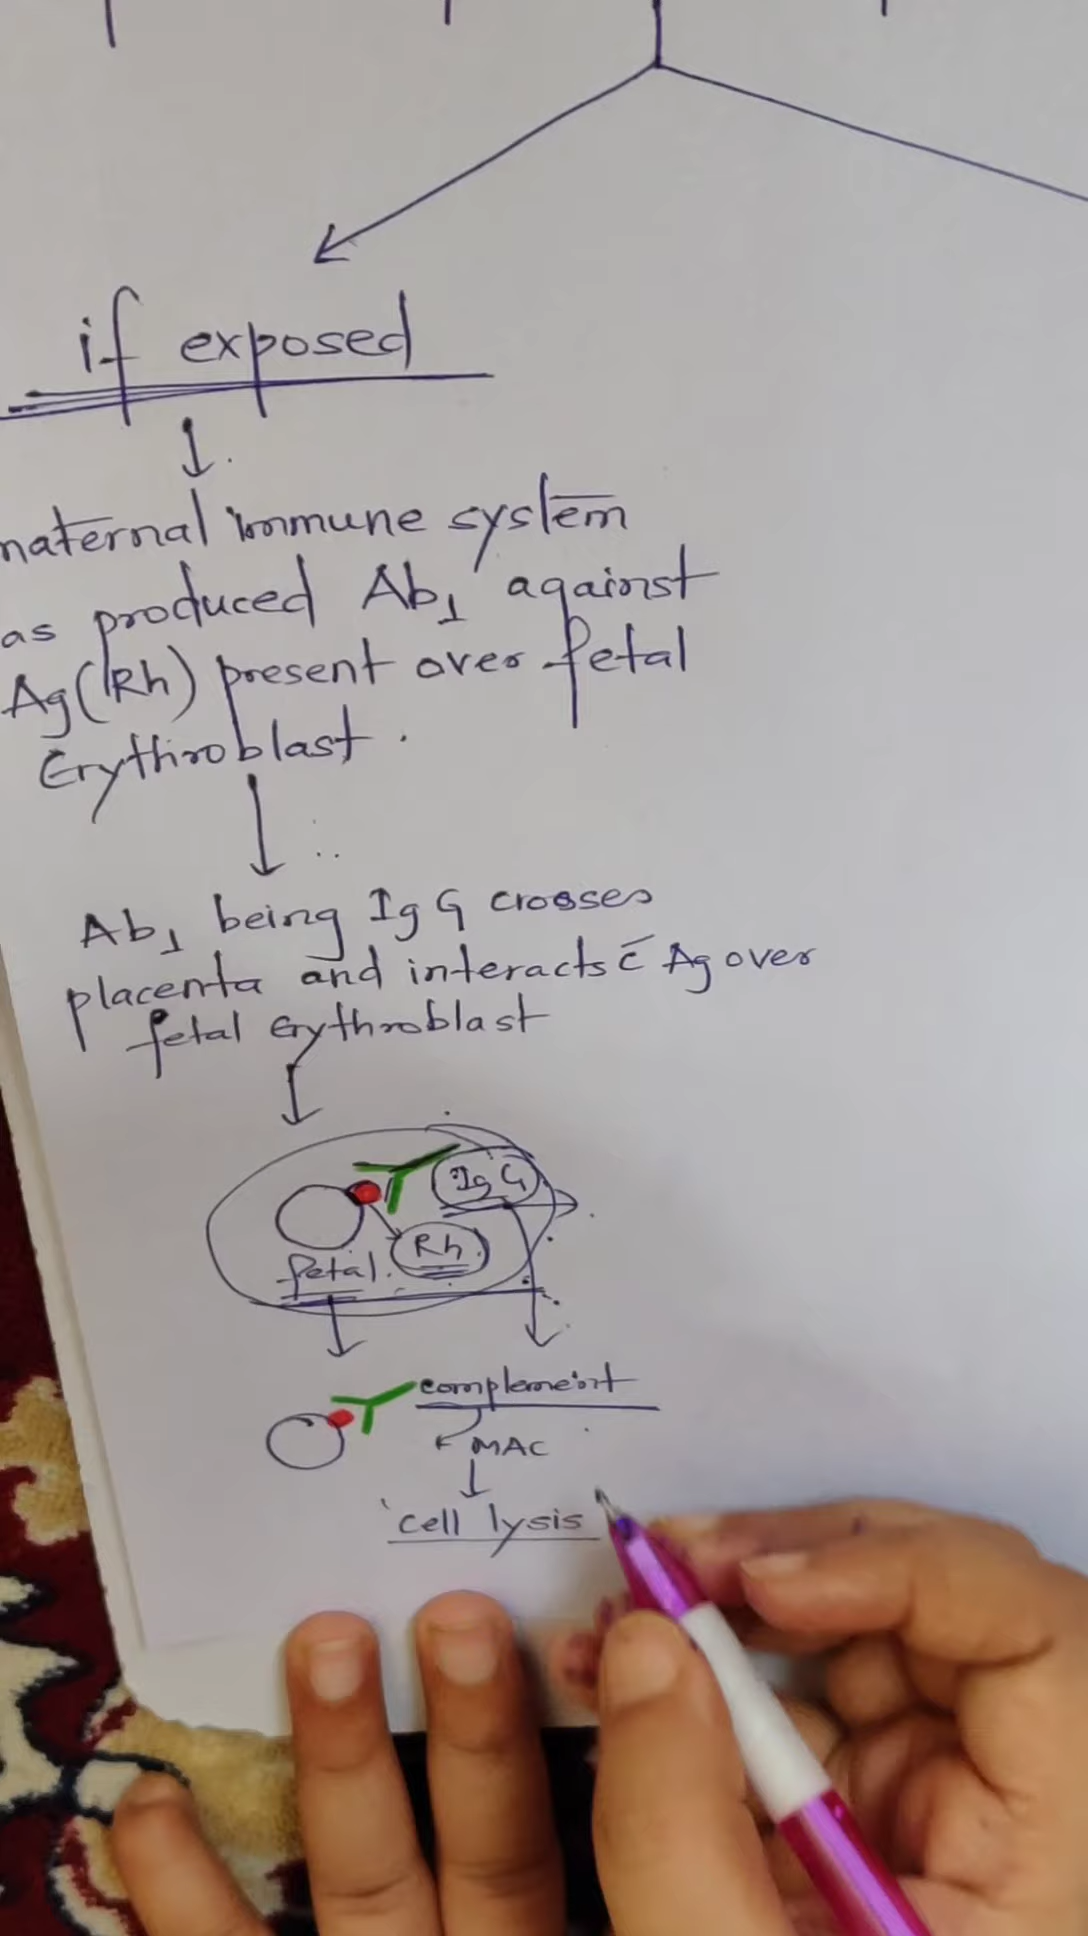 if exposed
maternal immune system
as produced Ab1 against
Ag(Rh) present over fetal
Erythroblast.
Ab1 being IgG crosses
placenta and interacts c̄ Ag over
fetal Erythroblast
IgG
Rh
fetal.
complement
MAC
cell lysis